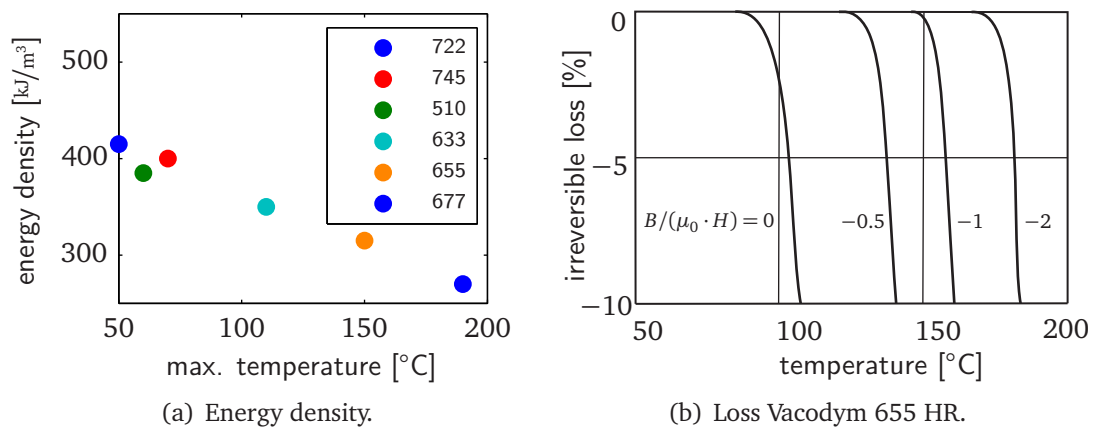 energy density [kJ/m³]
500
400
300
50 100 150 200
max. temperature [°C]
722
745
510
633
655
677
(a) Energy density.
irreversible loss [%]
0
−5
−10
B/(μ₀ · H) = 0 −0.5 −1 −2
50 100 150 200
temperature [°C]
(b) Loss Vacodym 655 HR.